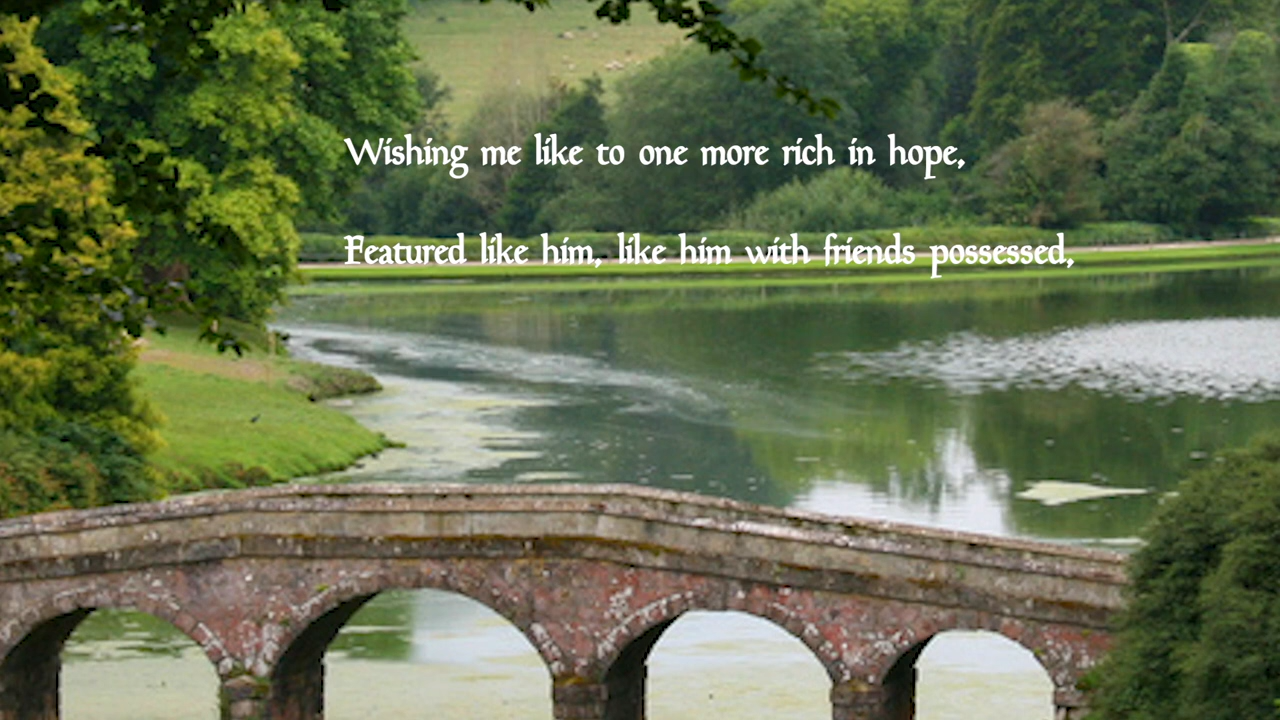 Wishing me like to one more rich in hope,
Featured like him, like him with friends possessed,